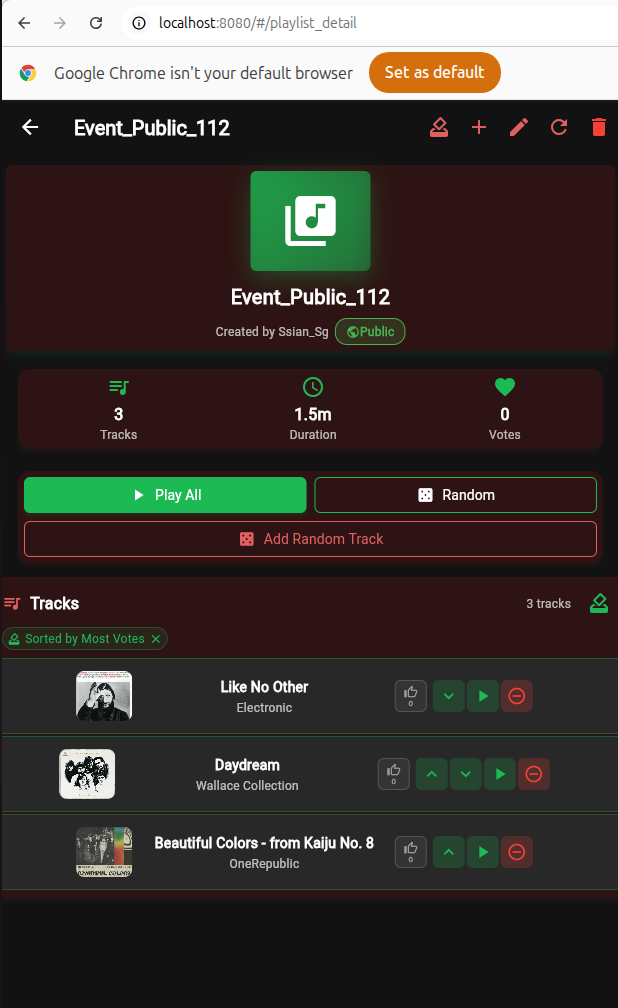 localhost:8080/#/playlist_detail
Google Chrome isn't your default browser
Set as default
Event_Public_112
Event_Public_112
Created by Ssian_Sg
Public
3
Tracks
1.5m
Duration
0
Votes
Play All
Random
Add Random Track
Tracks
3 tracks
Sorted by Most Votes
Like No Other
Electronic
0
Daydream
Wallace Collection
0
Beautiful Colors - from Kaiju No. 8
OneRepublic
0